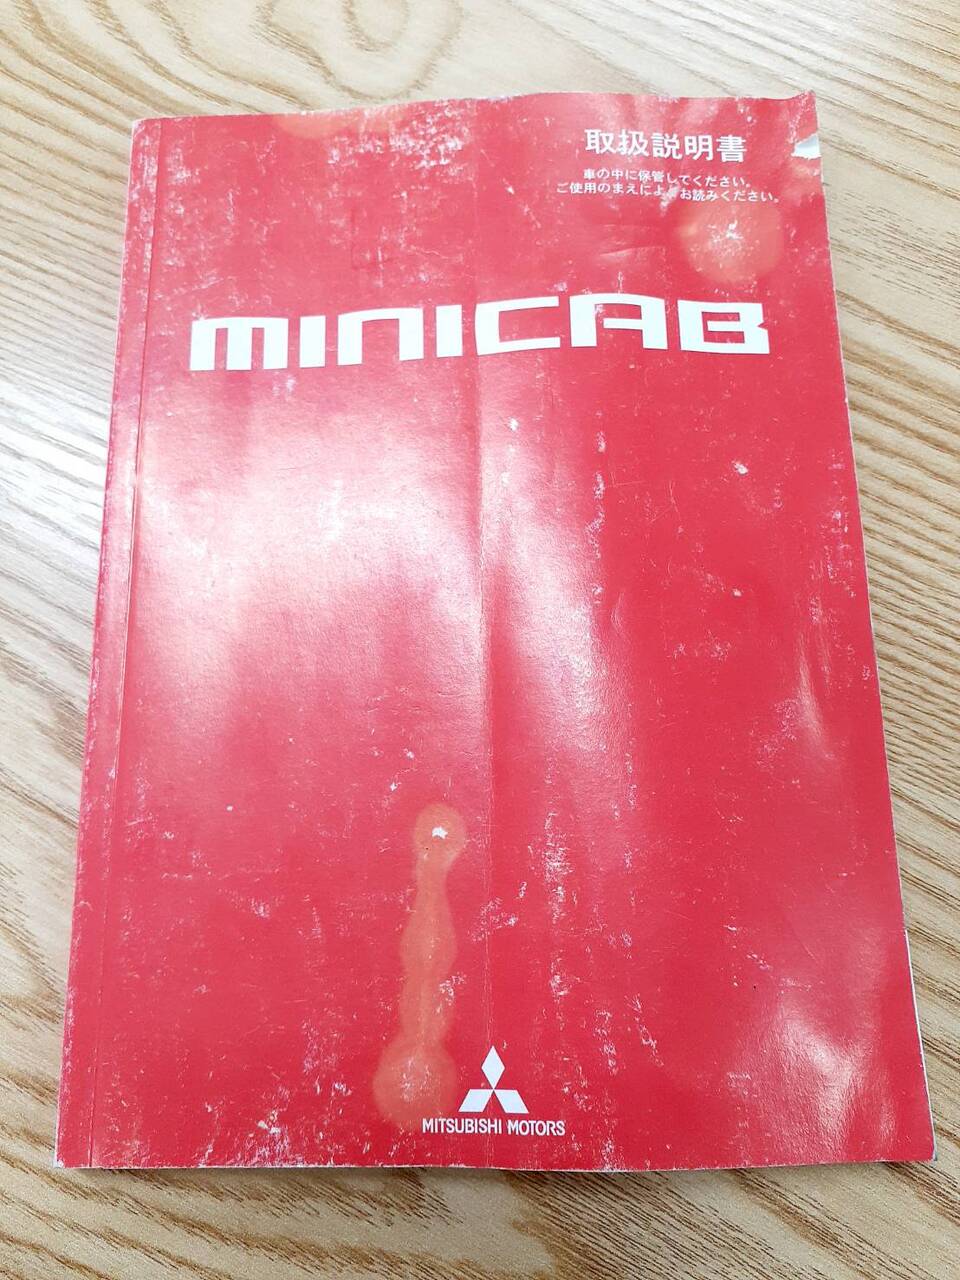 取扱説明書
車の中に保管してください。
ご使用のまえによくお読みください。
MINICAB
MITSUBISHI MOTORS